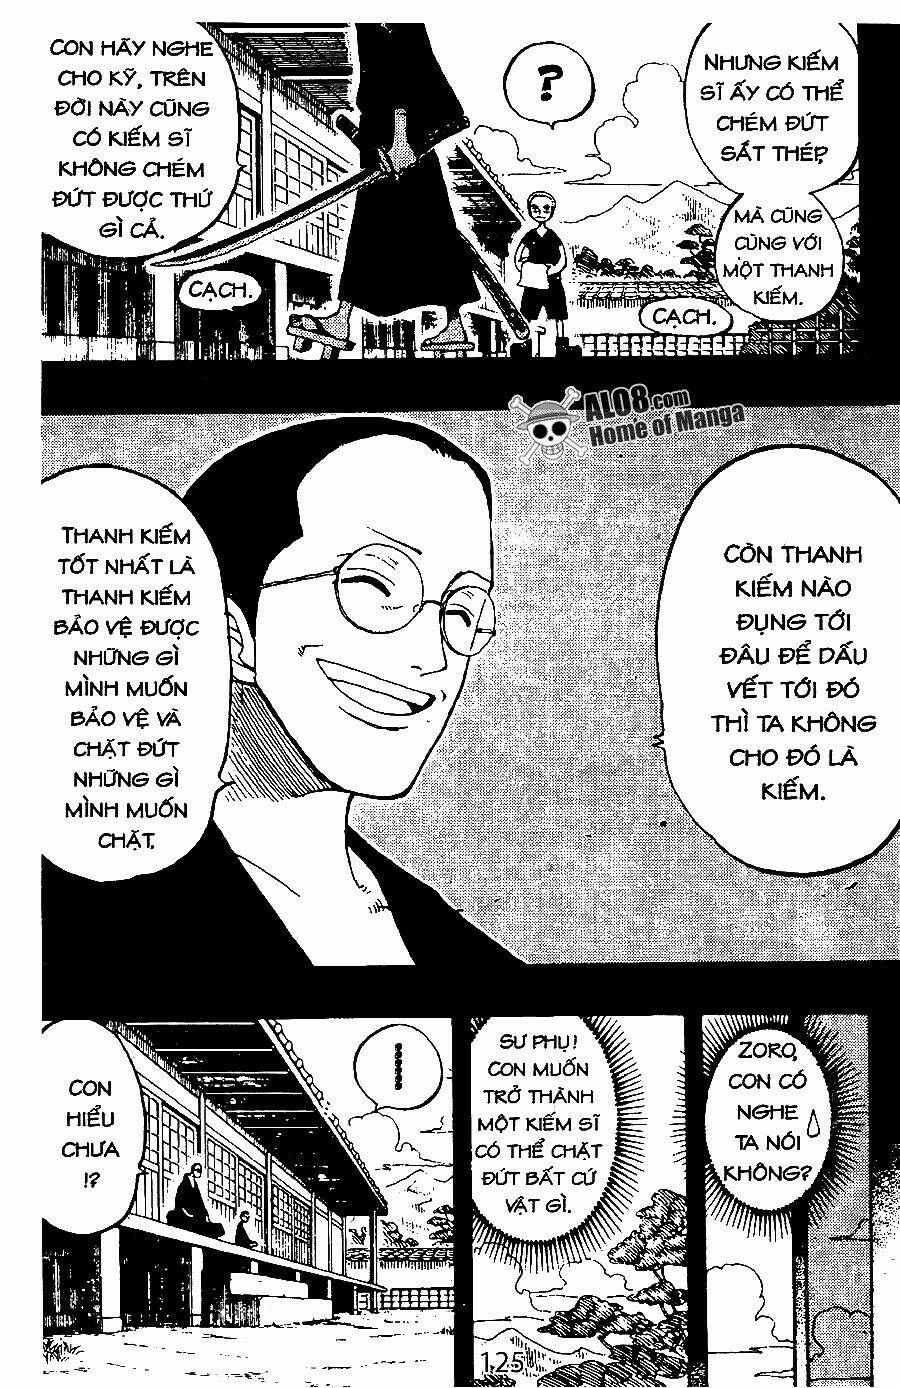 CON HÃY NGHE
CHO KỸ, TRÊN
ĐỜI NÀY CŨNG
CÓ KIẾM SĨ
KHÔNG CHÉM
ĐỨT ĐƯỢC THỨ
GÌ CẢ.
?
NHƯNG KIẾM
SĨ ẤY CÓ THỂ
CHÉM ĐỨT
SẮT THÉP,
MÀ CŨNG
CÙNG VỚI
MỘT THANH
KIẾM.
CẠCH.
CẠCH.
AL08.com
Home of Manga
THANH KIẾM
TỐT NHẤT LÀ
THANH KIẾM
BẢO VỆ ĐƯỢC
NHỮNG GÌ
MÌNH MUỐN
BẢO VỆ VÀ
CHẶT ĐỨT
NHỮNG GÌ
MÌNH MUỐN
CHẶT.
CÒN THANH
KIẾM NÀO
ĐỤNG TỚI
ĐÂU ĐỂ DẤU
VẾT TỚI ĐÓ
THÌ TA KHÔNG
CHO ĐÓ LÀ
KIẾM.
CON
HIỂU
CHƯA
!?
......
SƯ PHỤ!
CON MUỐN
TRỞ THÀNH
MỘT KIẾM SĨ
CÓ THỂ CHẶT
ĐỨT BẤT CỨ
VẬT GÌ.
ZORO,
CON CÓ
NGHE
TA NÓI
KHÔNG?
125